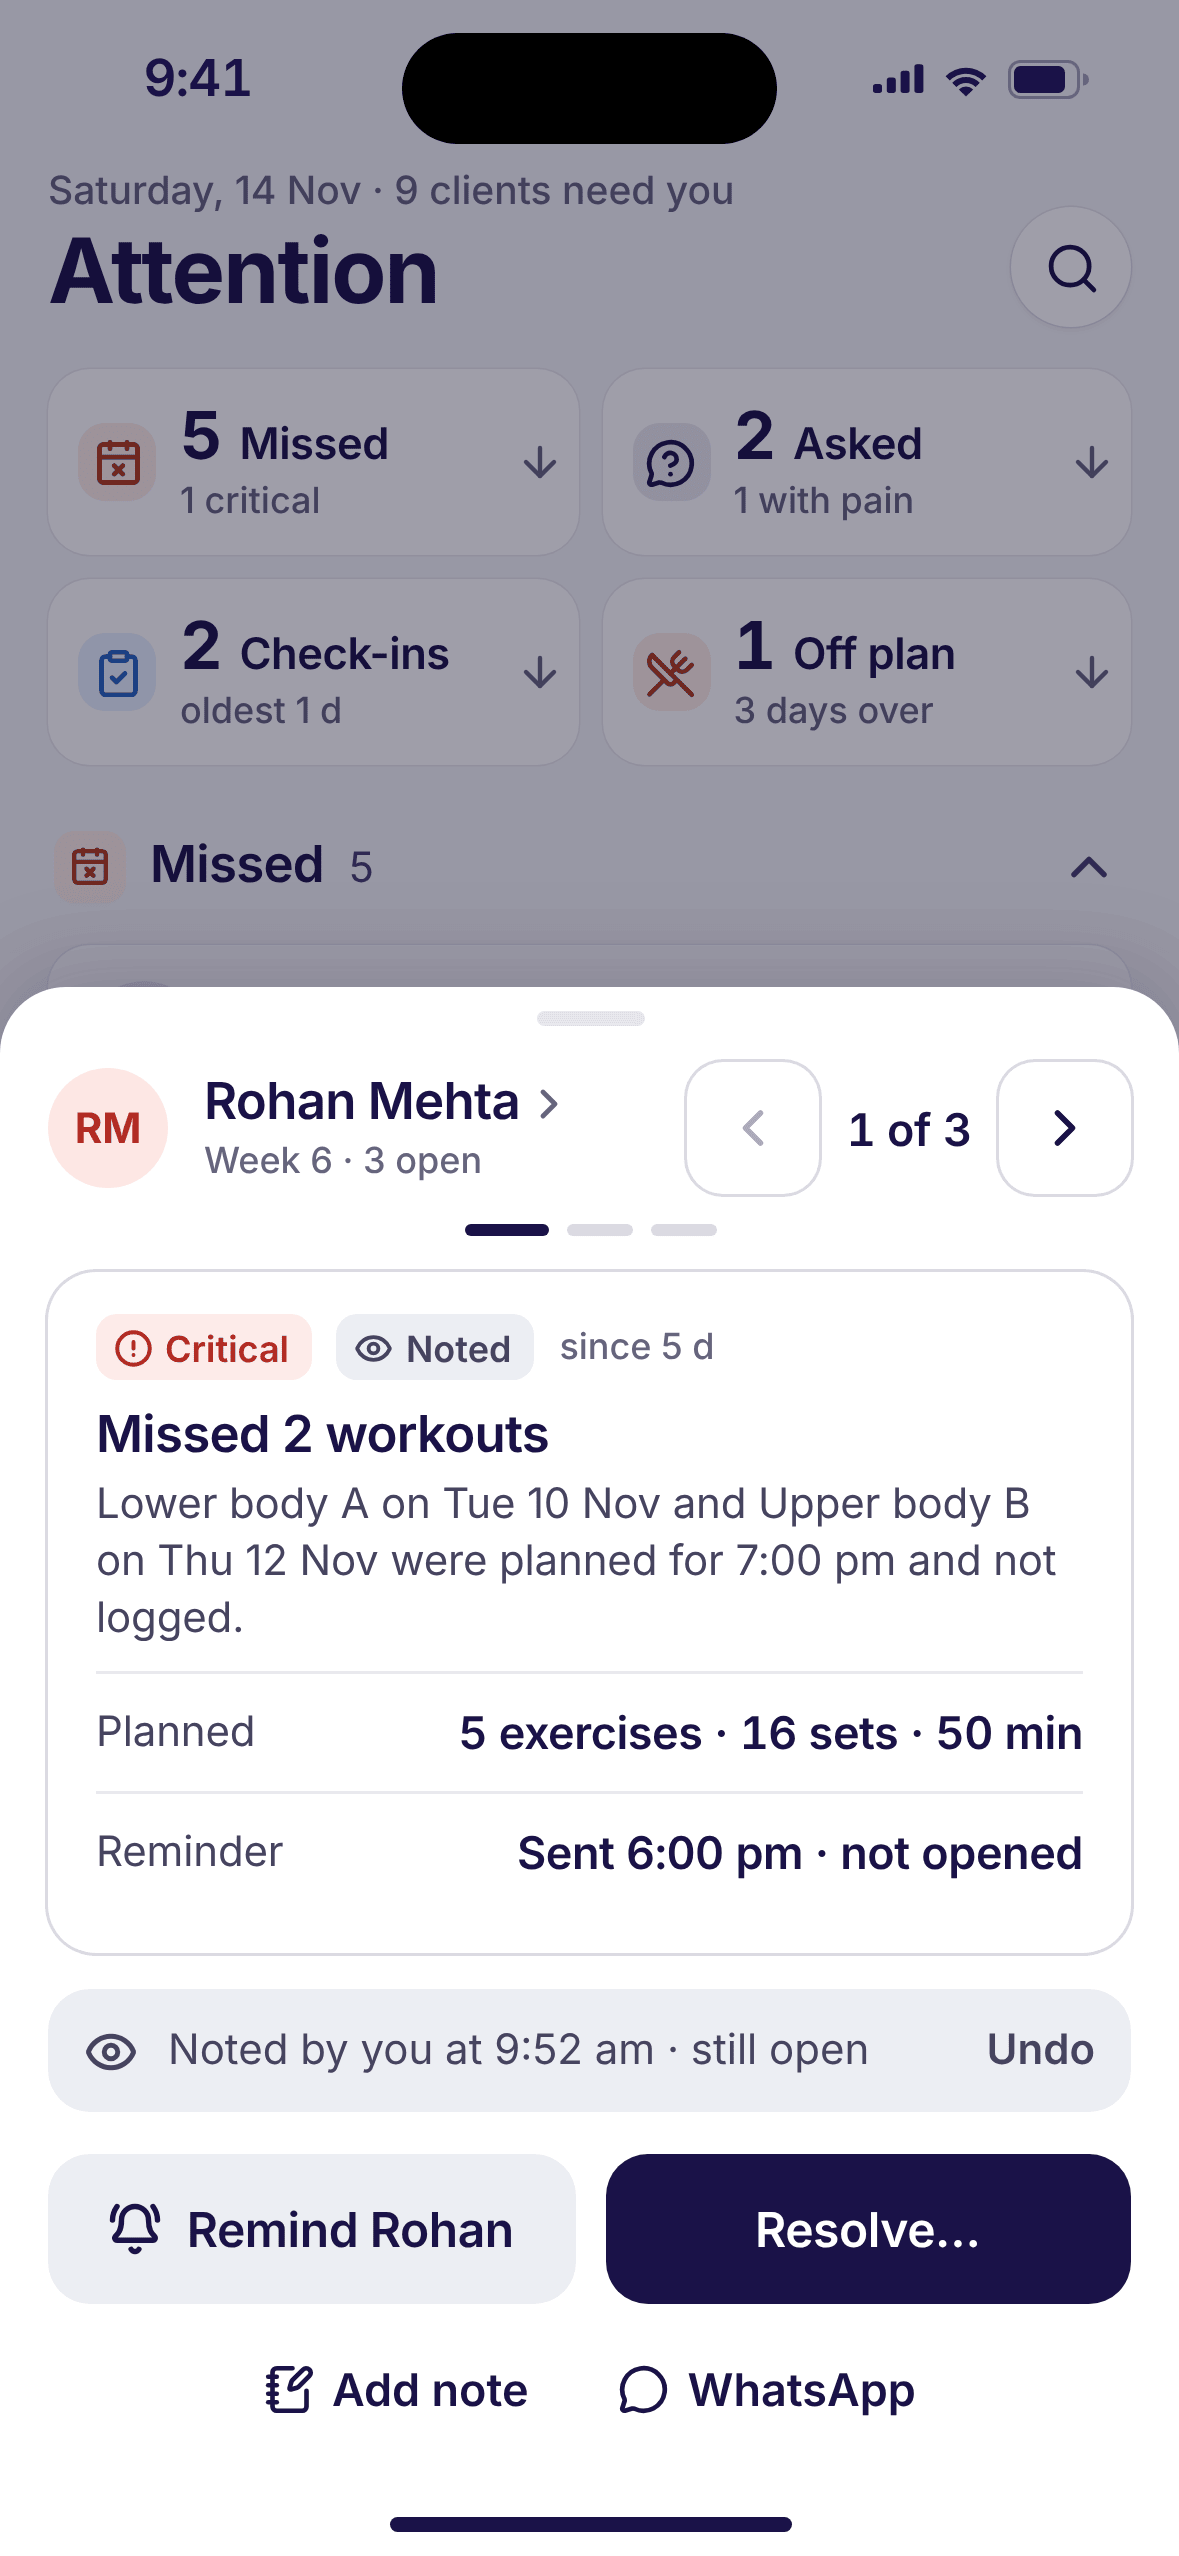 9:41
Saturday, 14 Nov · 9 clients need you
Attention
5 Missed
1 critical
2 Asked
1 with pain
2 Check-ins
oldest 1 d
1 Off plan
3 days over
Missed 5
RM
Rohan Mehta
Week 6 · 3 open
1 of 3
Critical
Noted
since 5 d
Missed 2 workouts
Lower body A on Tue 10 Nov and Upper body B
on Thu 12 Nov were planned for 7:00 pm and not
logged.
Planned
5 exercises · 16 sets · 50 min
Reminder
Sent 6:00 pm · not opened
Noted by you at 9:52 am · still open
Undo
Remind Rohan
Resolve...
Add note
WhatsApp